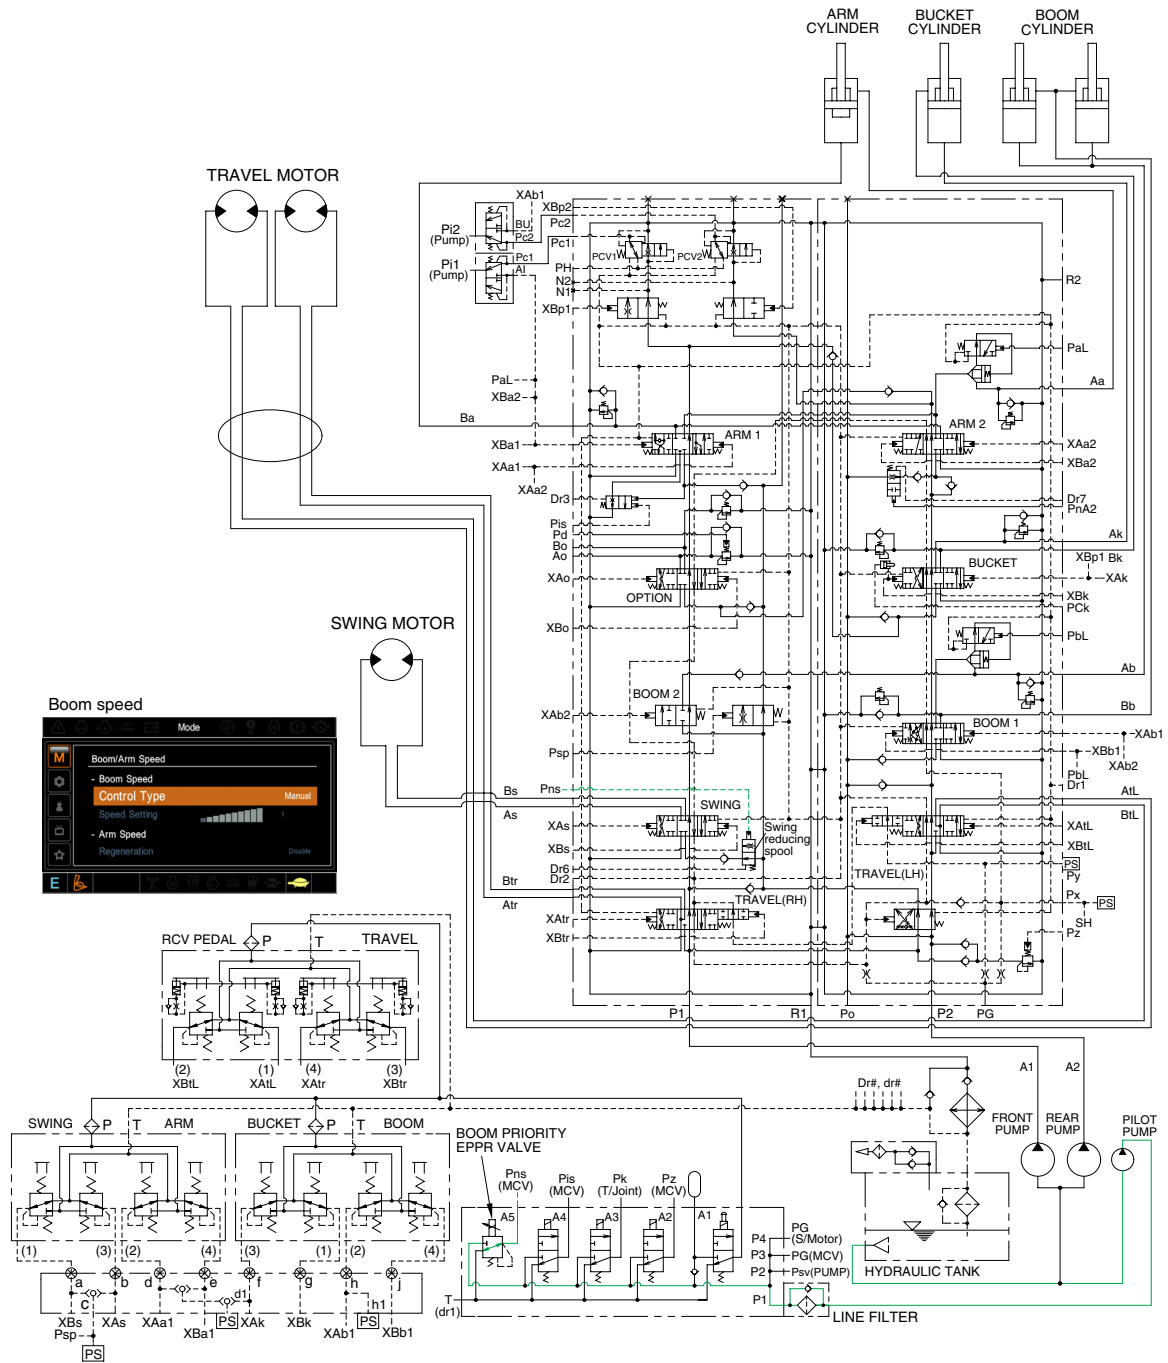 ARM CYLINDER
BUCKET CYLINDER
BOOM CYLINDER
TRAVEL MOTOR
XAb1
XBp2
BU
Pi2
(Pump)
Pc2
Pc2
Pc1
Pc1
Pi1
(Pump)
AI
PCV1
PCV2
PH
N2
N1
XBp1
R2
PaL
PaL
XBa2
Aa
Ba
ARM 1
ARM 2
XBa1
XAa1
XAa2
XAa2
XBa2
Dr3
Dr7
PnA2
Pis
Pd
Bo
Ao
Ak
XBp1
Bk
XAo
BUCKET
XAk
OPTION
XBk
PCk
XBo
PbL
SWING MOTOR
Ab
BOOM 2
XAb2
Bb
BOOM 1
XAb1
XBb1
XAb2
Psp
PbL
Dr1
Pns
Bs
As
AtL
BtL
SWING
XAs
Swing
reducing
spool
XAtL
XBs
XBtL
Dr6
Dr2
TRAVEL(LH)
PS
Py
Btr
Atr
TRAVEL(RH)
Px
PS
XAtr
SH
XBtr
Pz
P1
R1
Po
P2
PG
Boom speed
Mode
M
Boom/Arm Speed
- Boom Speed
Control Type
Manual
Speed Setting
1
- Arm Speed
Regeneration
Disable
E
RCV PEDAL
P
T
TRAVEL
(2)
XBtL
(1)
XAtL
(4)
XAtr
(3)
XBtr
SWING
P
T
ARM
BUCKET
P
T
BOOM
(1)
(3)
(2)
(4)
(3)
(1)
(2)
(4)
a
b
d
e
f
g
h
j
c
d1
h1
XBs
XAs
XAa1
XBa1
PS
XAk
XBk
XAb1
PS
XBb1
Psp
PS
BOOM PRIORITY
EPPR VALVE
Pns
(MCV)
Pis
(MCV)
Pk
(T/Joint)
Pz
(MCV)
A5
A4
A3
A2
A1
PG
(S/Motor)
P4
P3
PG(MCV)
P2
Psv(PUMP)
P1
T
(dr1)
LINE FILTER
Dr#, dr#
A1
A2
FRONT
PUMP
REAR
PUMP
PILOT
PUMP
HYDRAULIC TANK